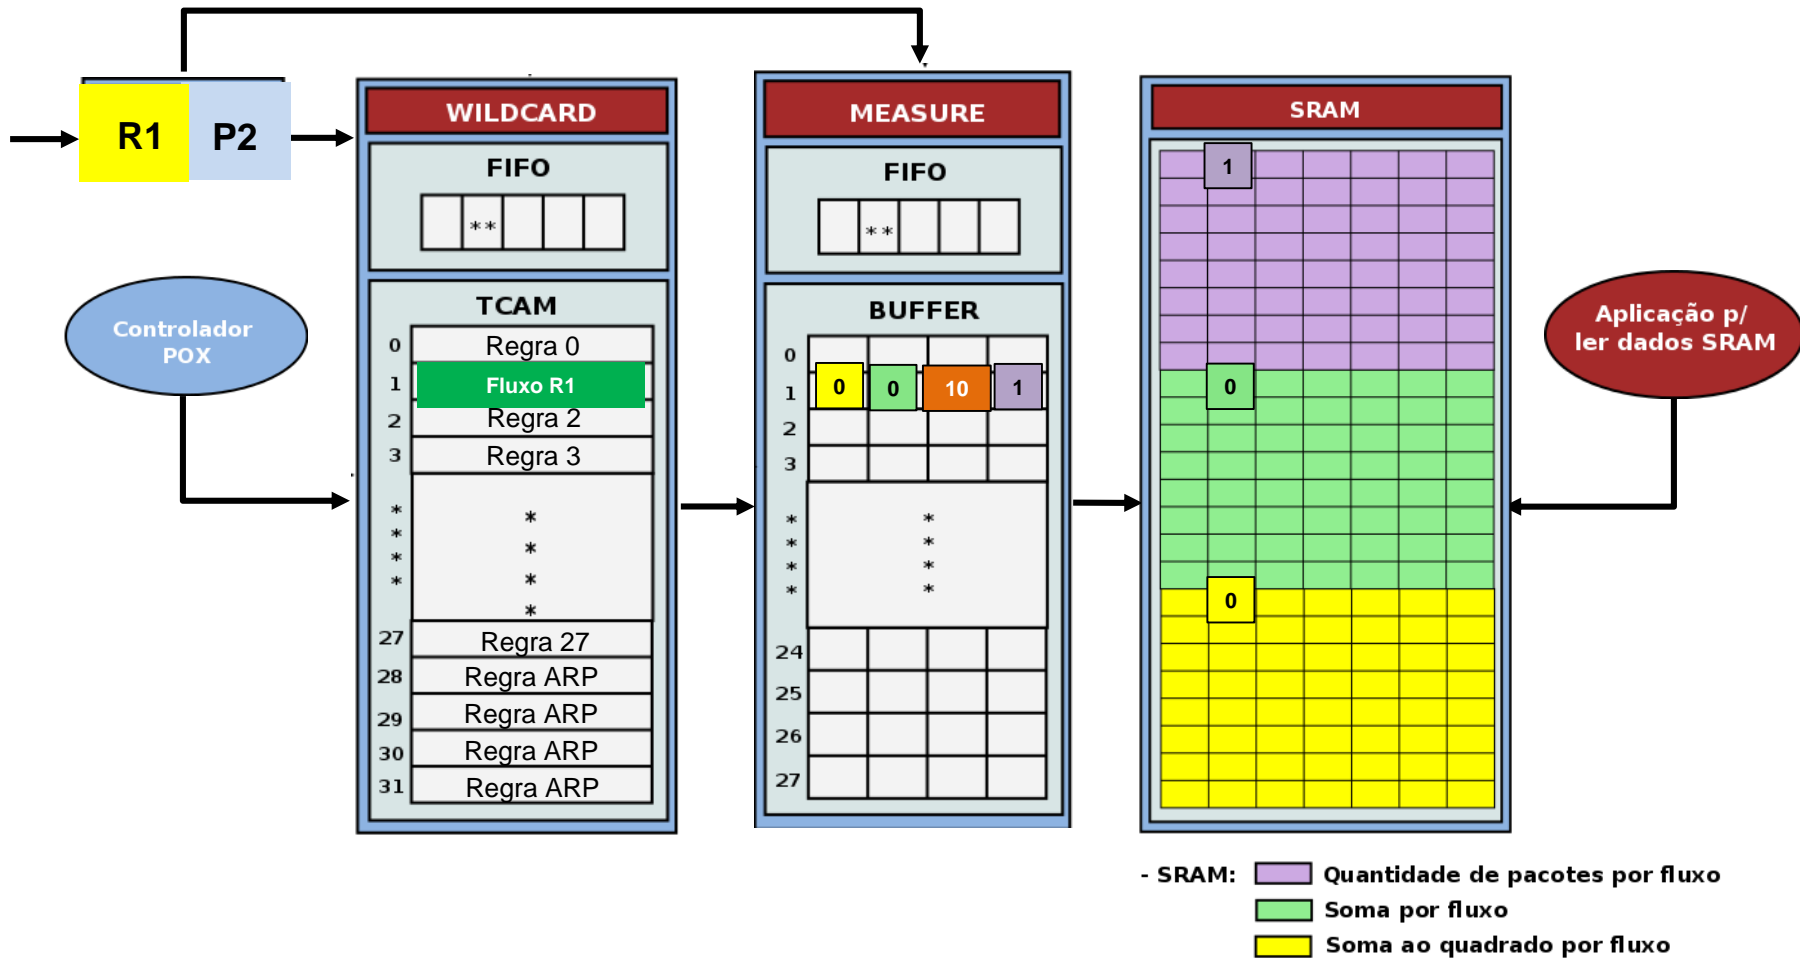 R1 P2
WILDCARD
FIFO
**
TCAM
0 Regra 0
1 Fluxo R1
2 Regra 2
3 Regra 3
* *
* *
* *
* *
27 Regra 27
28 Regra ARP
29 Regra ARP
30 Regra ARP
31 Regra ARP
Controlador
POX
MEASURE
FIFO
**
BUFFER
0
1 0 0 10 1
2
3
* *
* *
* *
* *
24
25
26
27
SRAM
1
0
0
Aplicação p/
ler dados SRAM
- SRAM: Quantidade de pacotes por fluxo
Soma por fluxo
Soma ao quadrado por fluxo